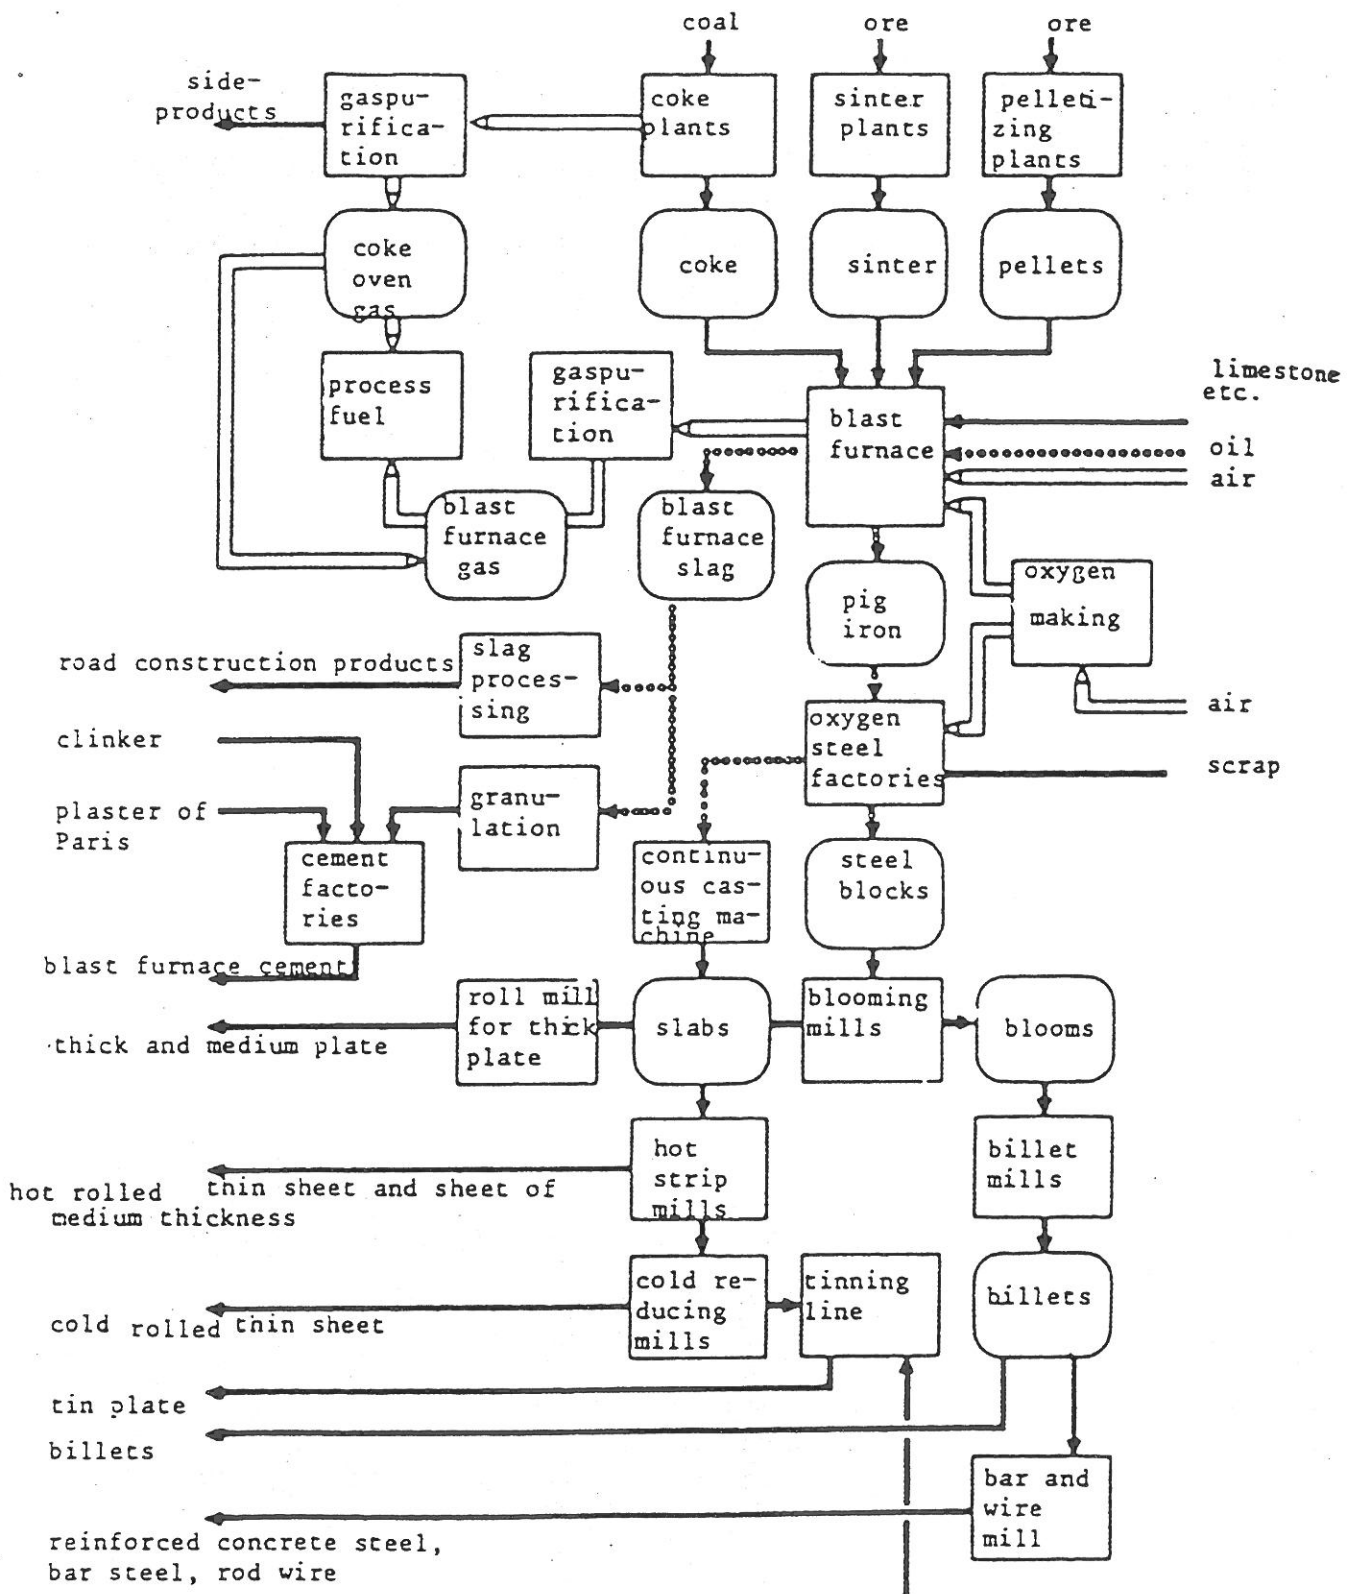 coal
ore
ore
side-
products
gaspu-
rifica-
tion
coke
plants
sinter
plants
pelleti-
zing
plants
coke
oven
gas
coke
sinter
pellets
process
fuel
gaspu-
rifica-
tion
blast
furnace
limestone
etc.
oil
air
blast
furnace
gas
blast
furnace
slag
pig
iron
oxygen
making
road construction products
slag
proces-
sing
oxygen
steel
factories
air
scrap
clinker
plaster of
Paris
granu-
lation
cement
facto-
ries
continu-
ous cas-
ting ma-
chine
steel
blocks
blast furnace cement
thick and medium plate
roll mill
for thick
plate
slabs
blooming
mills
blooms
hot
strip
mills
billet
mills
hot rolled thin sheet and sheet of
medium thickness
cold re-
ducing
mills
tinning
line
billets
cold rolled thin sheet
tin plate
billets
bar and
wire
mill
reinforced concrete steel,
bar steel, rod wire